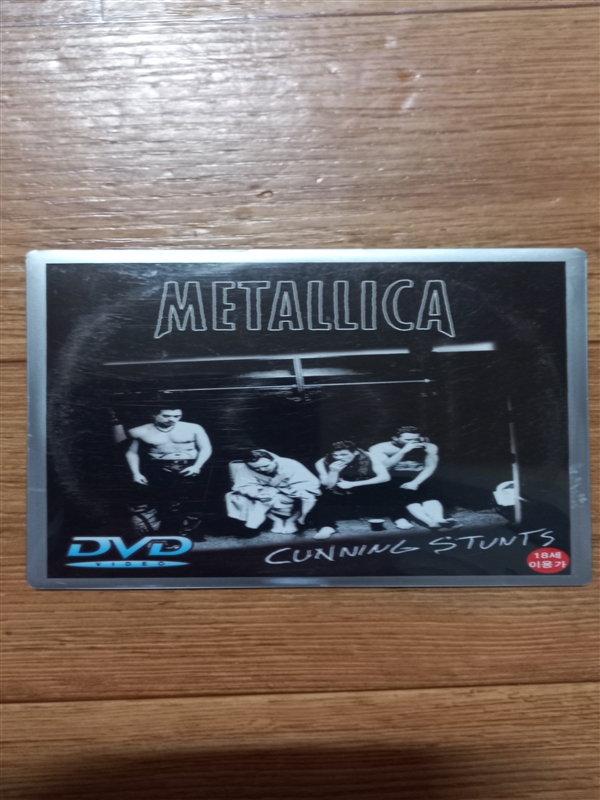 METALLICA
DVD
VIDEO
CUNNING STUNTS
18세
이용가